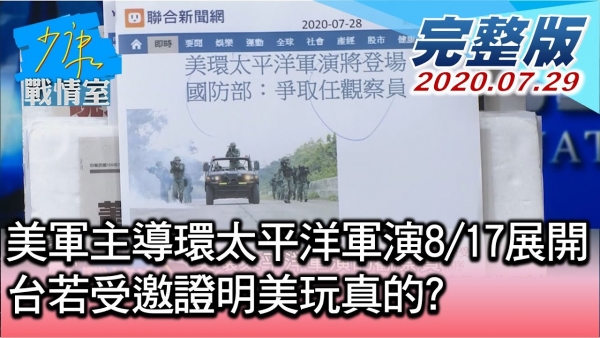 聯合新聞網
2020-07-28
完整版
2020.07.29
少康
戰情室
即時 要聞 娛樂 運動 全球 社會 產經 股市 健康
美環太平洋軍演將登場
國防部：爭取任觀察員
美軍主導環太平洋軍演8/17展開
台若受邀證明美玩真的?